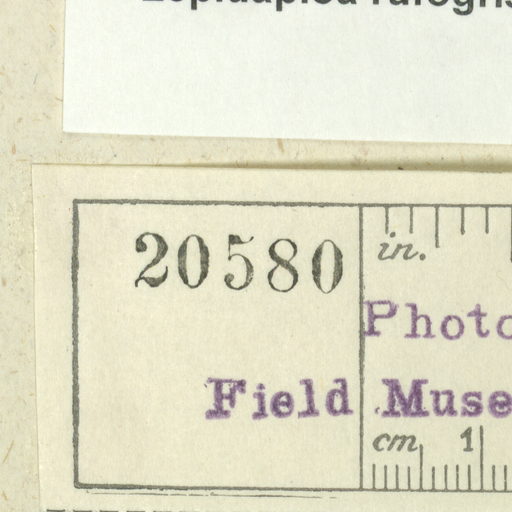 20580
in.
Photo
Field Muse
cm 1